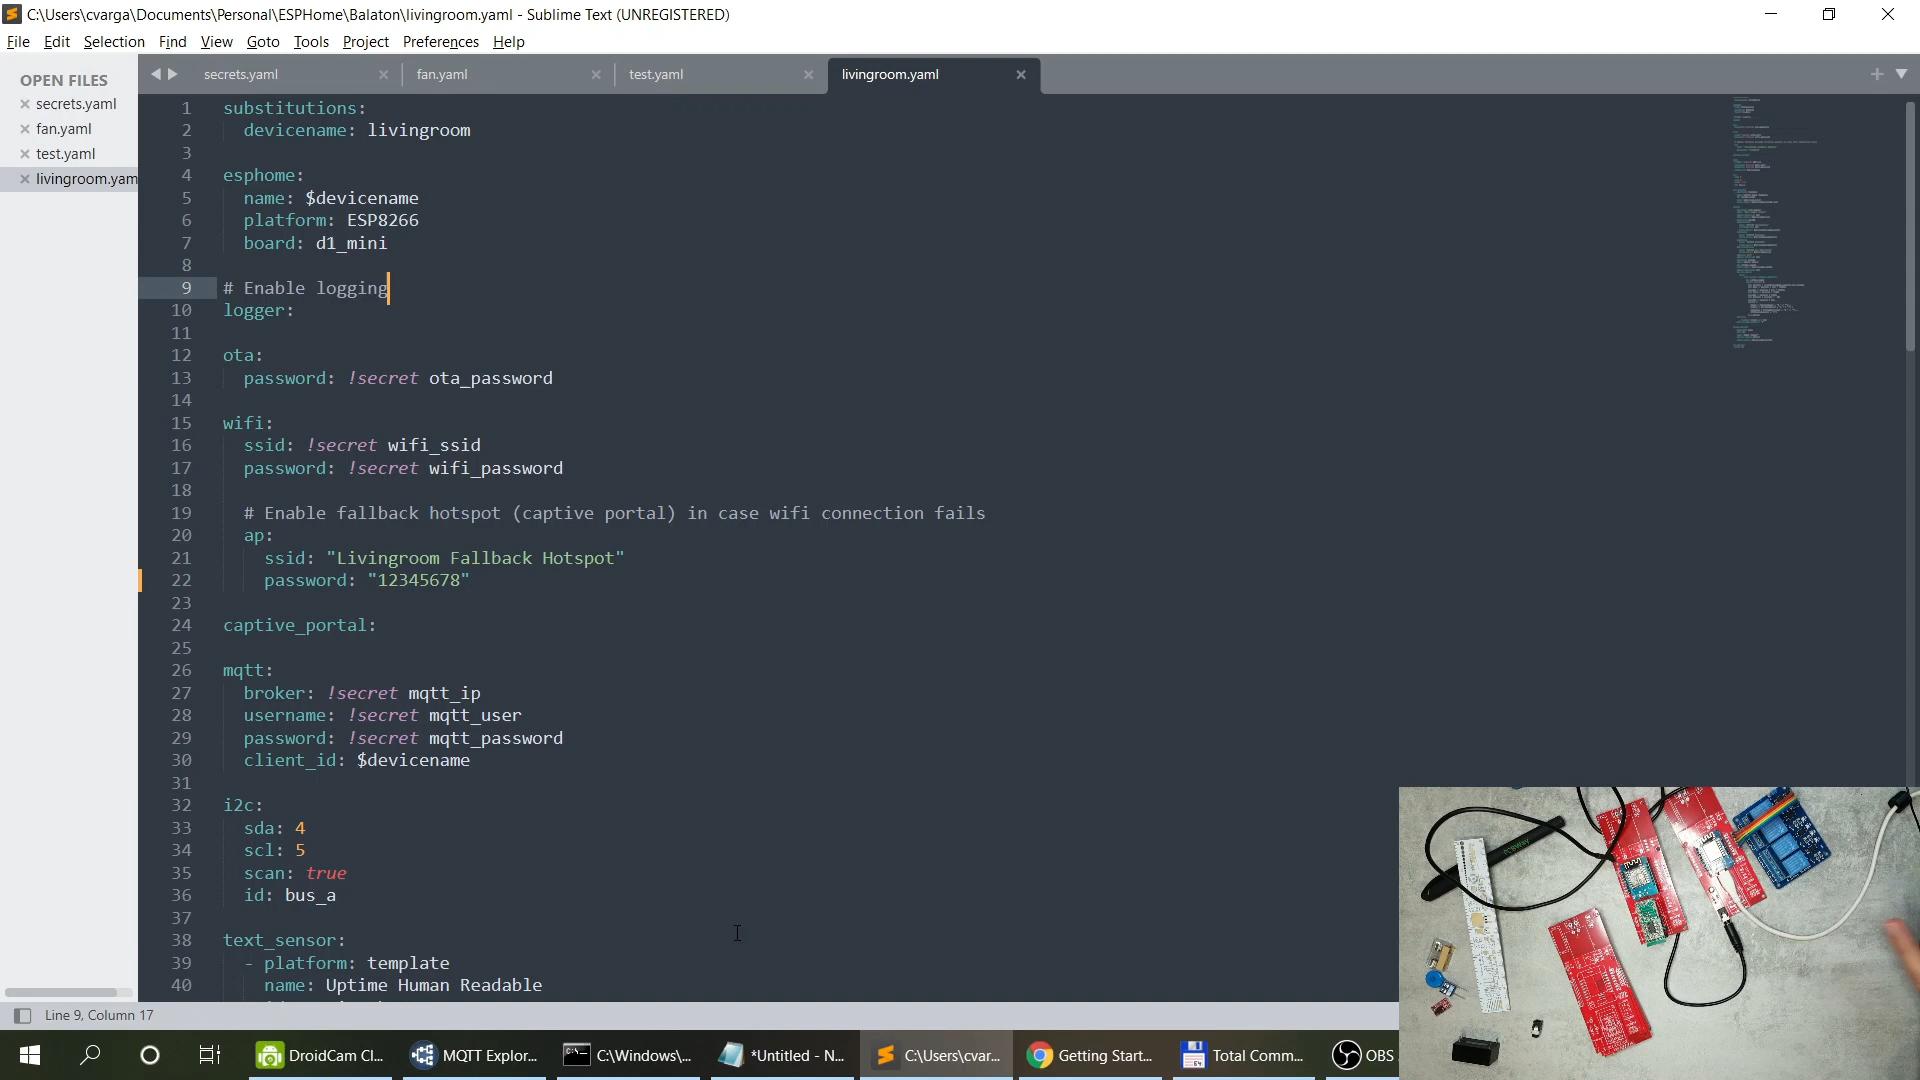 C:\Users\cvarga\Documents\Personal\ESPHome\Balaton\livingroom.yaml - Sublime Text (UNREGISTERED)
File Edit Selection Find View Goto Tools Project Preferences Help
OPEN FILES
secrets.yaml
fan.yaml
test.yaml
livingroom.yam
secrets.yaml fan.yaml test.yaml livingroom.yaml
1 substitutions:
2 devicename: livingroom
3
4 esphome:
5 name: $devicename
6 platform: ESP8266
7 board: d1_mini
8
9 # Enable logging
10 logger:
11
12 ota:
13 password: !secret ota_password
14
15 wifi:
16 ssid: !secret wifi_ssid
17 password: !secret wifi_password
18
19 # Enable fallback hotspot (captive portal) in case wifi connection fails
20 ap:
21 ssid: "Livingroom Fallback Hotspot"
22 password: "12345678"
23
24 captive_portal:
25
26 mqtt:
27 broker: !secret mqtt_ip
28 username: !secret mqtt_user
29 password: !secret mqtt_password
30 client_id: $devicename
31
32 i2c:
33 sda: 4
34 scl: 5
35 scan: true
36 id: bus_a
37
38 text_sensor:
39 - platform: template
40 name: Uptime Human Readable
Line 9, Column 17
DroidCam Cl... MQTT Explor... C:\Windows\... *Untitled - N... C:\Users\cvar... Getting Start... Total Comm... OBS